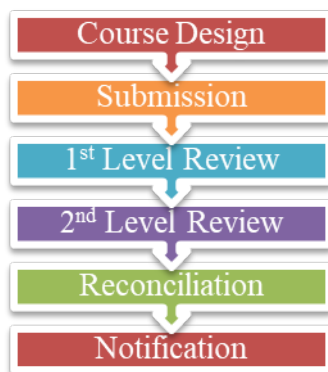 Course Design
Submission
1st Level Review
2nd Level Review
Reconciliation
Notification